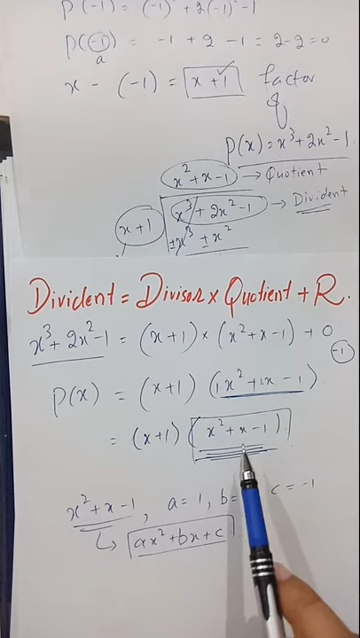 P(-1) = (-1)³ + 2(-1)² - 1
P(-1) = -1 + 2 - 1 = 2-2 = 0
a
x - (-1) = x + 1 factor
of
P(x) = x³ + 2x² - 1
x² + x - 1 → Quotient
x + 1 x³ + 2x² - 1 → Divident
±x³ ± x²
Divident = Divisor × Quotient + R.
x³ + 2x² - 1 = (x+1) × (x² + x - 1) + 0
-1
P(x) = (x+1) (1x² + 1x - 1)
= (x+1) (x² + x - 1)
x² + x - 1, a = 1, b = c = -1
↳ ax² + bx + c